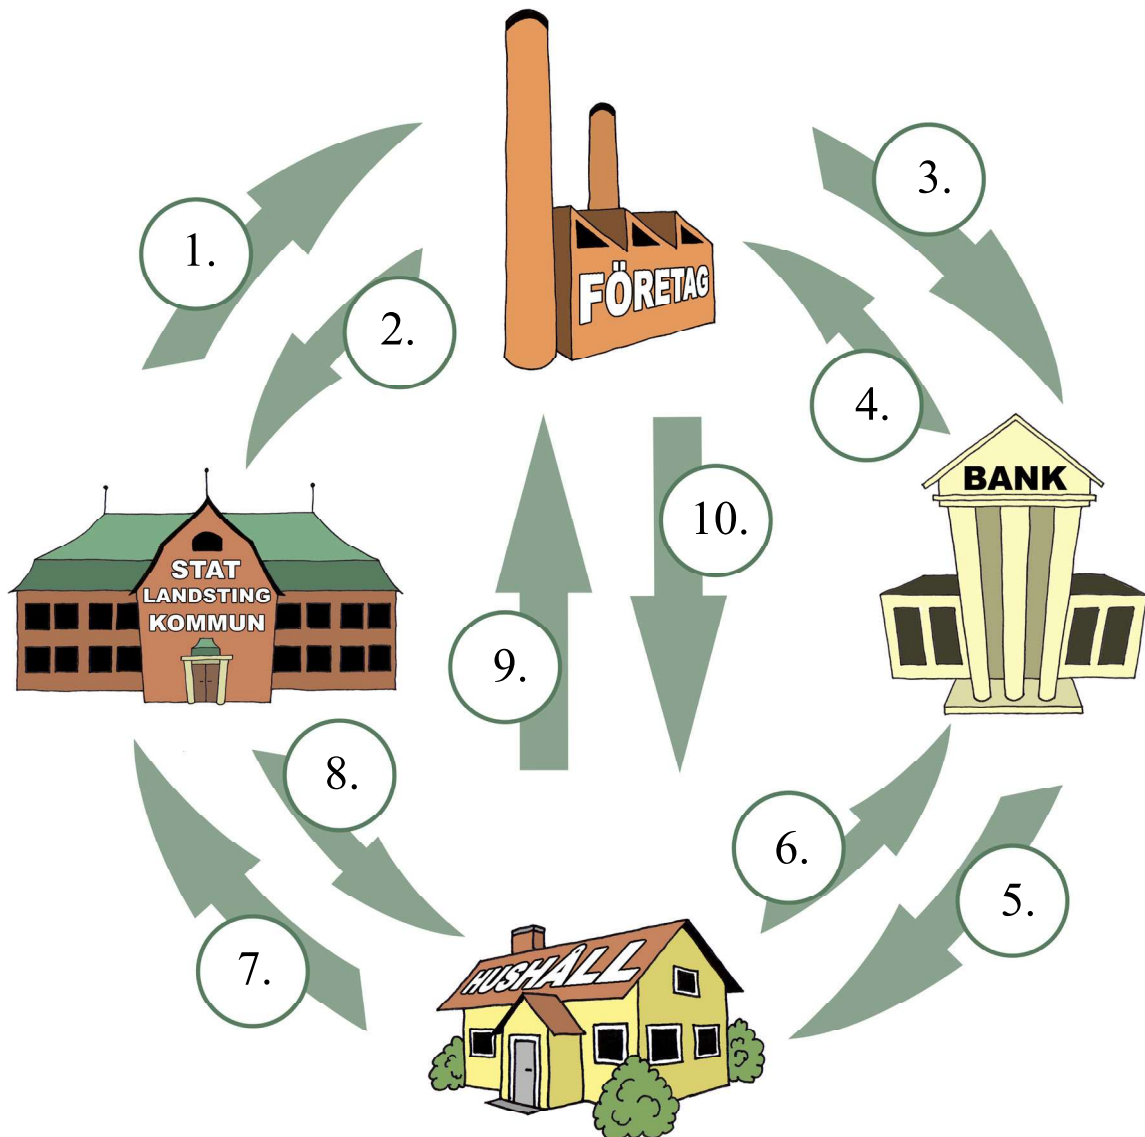 FÖRETAG
1.
2.
3.
4.
BANK
STAT
LANDSTING
KOMMUN
10.
9.
8.
7.
6.
5.
HUSHÅLL